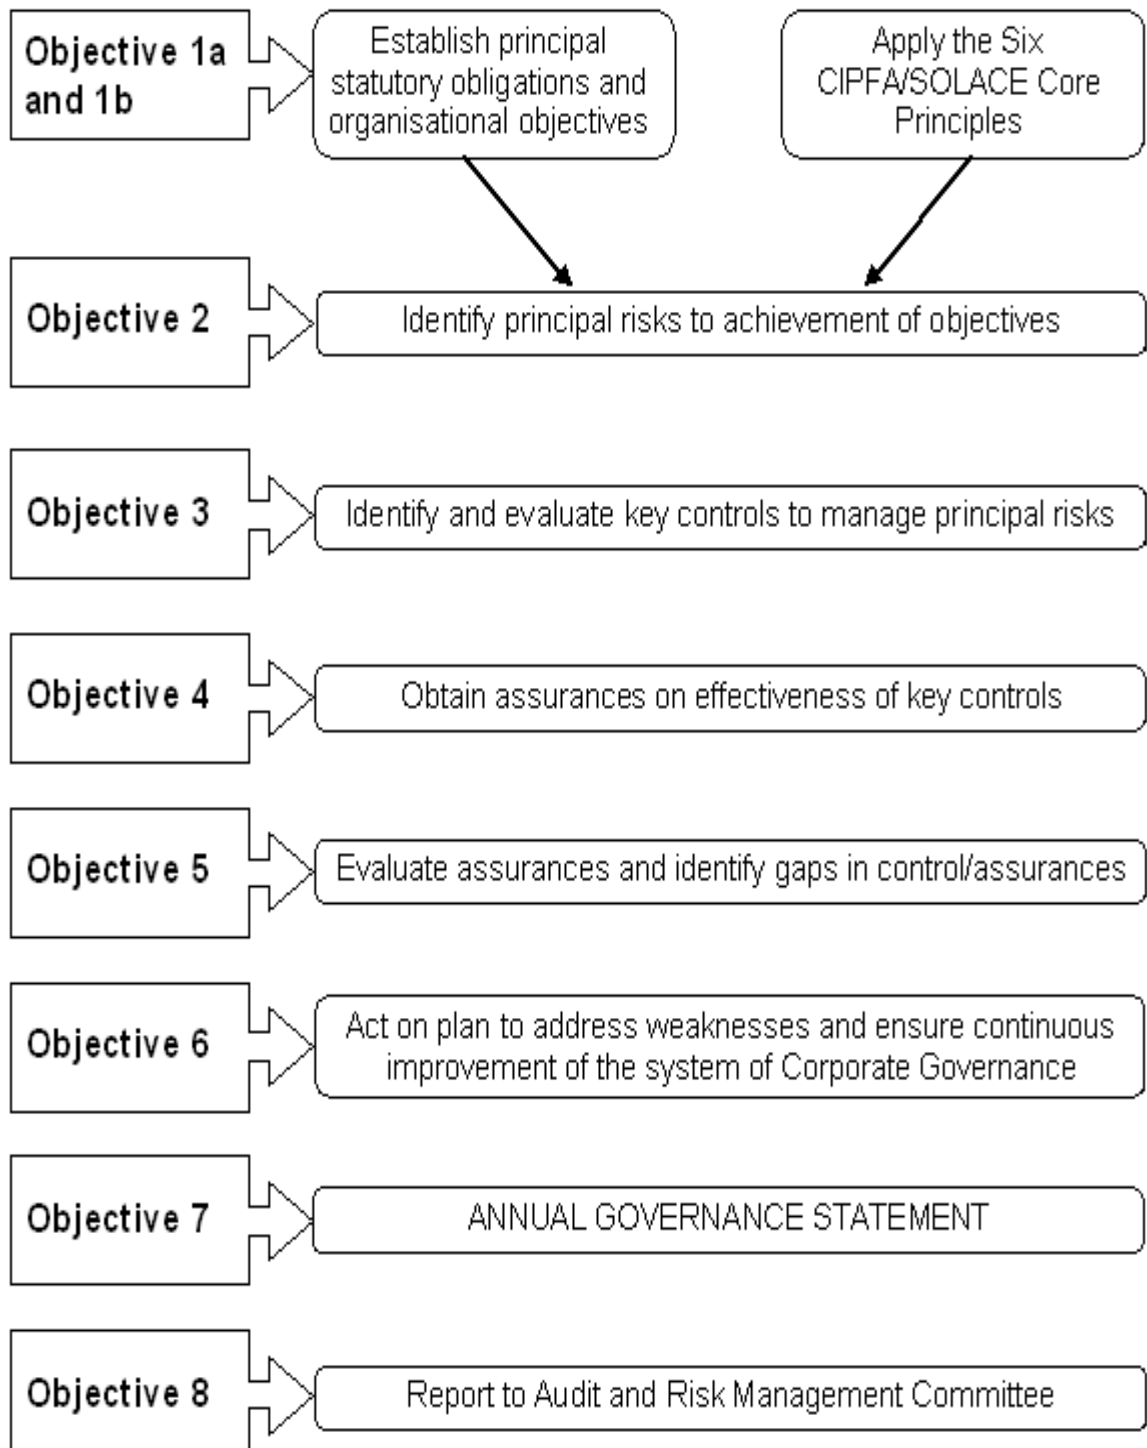 Objective 1a
and 1b
Establish principal
statutory obligations and
organisational objectives
Apply the Six
CIPFA/SOLACE Core
Principles
Objective 2
Identify principal risks to achievement of objectives
Objective 3
Identify and evaluate key controls to manage principal risks
Objective 4
Obtain assurances on effectiveness of key controls
Objective 5
Evaluate assurances and identify gaps in control/assurances
Objective 6
Act on plan to address weaknesses and ensure continuous
improvement of the system of Corporate Governance
Objective 7
ANNUAL GOVERNANCE STATEMENT
Objective 8
Report to Audit and Risk Management Committee